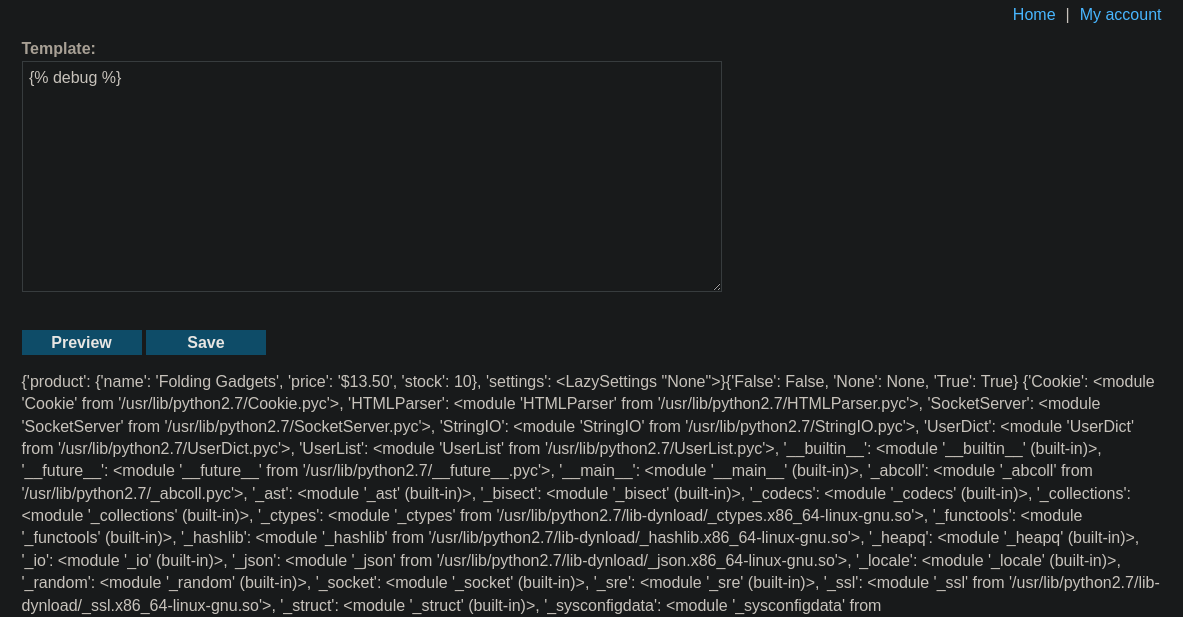 Home | My account
Template:
{% debug %}
Preview Save
{'product': {'name': 'Folding Gadgets', 'price': '$13.50', 'stock': 10}, 'settings': <LazySettings "None">}{'False': False, 'None': None, 'True': True} {'Cookie': <module
'Cookie' from '/usr/lib/python2.7/Cookie.pyc'>, 'HTMLParser': <module 'HTMLParser' from '/usr/lib/python2.7/HTMLParser.pyc'>, 'SocketServer': <module
'SocketServer' from '/usr/lib/python2.7/SocketServer.pyc'>, 'StringIO': <module 'StringIO' from '/usr/lib/python2.7/StringIO.pyc'>, 'UserDict': <module 'UserDict'
from '/usr/lib/python2.7/UserDict.pyc'>, 'UserList': <module 'UserList' from '/usr/lib/python2.7/UserList.pyc'>, '__builtin__': <module '__builtin__' (built-in)>,
'__future__': <module '__future__' from '/usr/lib/python2.7/__future__.pyc'>, '__main__': <module '__main__' (built-in)>, '_abcoll': <module '_abcoll' from
'/usr/lib/python2.7/_abcoll.pyc'>, '_ast': <module '_ast' (built-in)>, '_bisect': <module '_bisect' (built-in)>, '_codecs': <module '_codecs' (built-in)>, '_collections':
<module '_collections' (built-in)>, '_ctypes': <module '_ctypes' from '/usr/lib/python2.7/lib-dynload/_ctypes.x86_64-linux-gnu.so'>, '_functools': <module
'_functools' (built-in)>, '_hashlib': <module '_hashlib' from '/usr/lib/python2.7/lib-dynload/_hashlib.x86_64-linux-gnu.so'>, '_heapq': <module '_heapq' (built-in)>,
'_io': <module '_io' (built-in)>, '_json': <module '_json' from '/usr/lib/python2.7/lib-dynload/_json.x86_64-linux-gnu.so'>, '_locale': <module '_locale' (built-in)>,
'_random': <module '_random' (built-in)>, '_socket': <module '_socket' (built-in)>, '_sre': <module '_sre' (built-in)>, '_ssl': <module '_ssl' from '/usr/lib/python2.7/lib-
dynload/_ssl.x86_64-linux-gnu.so'>, '_struct': <module '_struct' (built-in)>, '_sysconfigdata': <module '_sysconfigdata' from